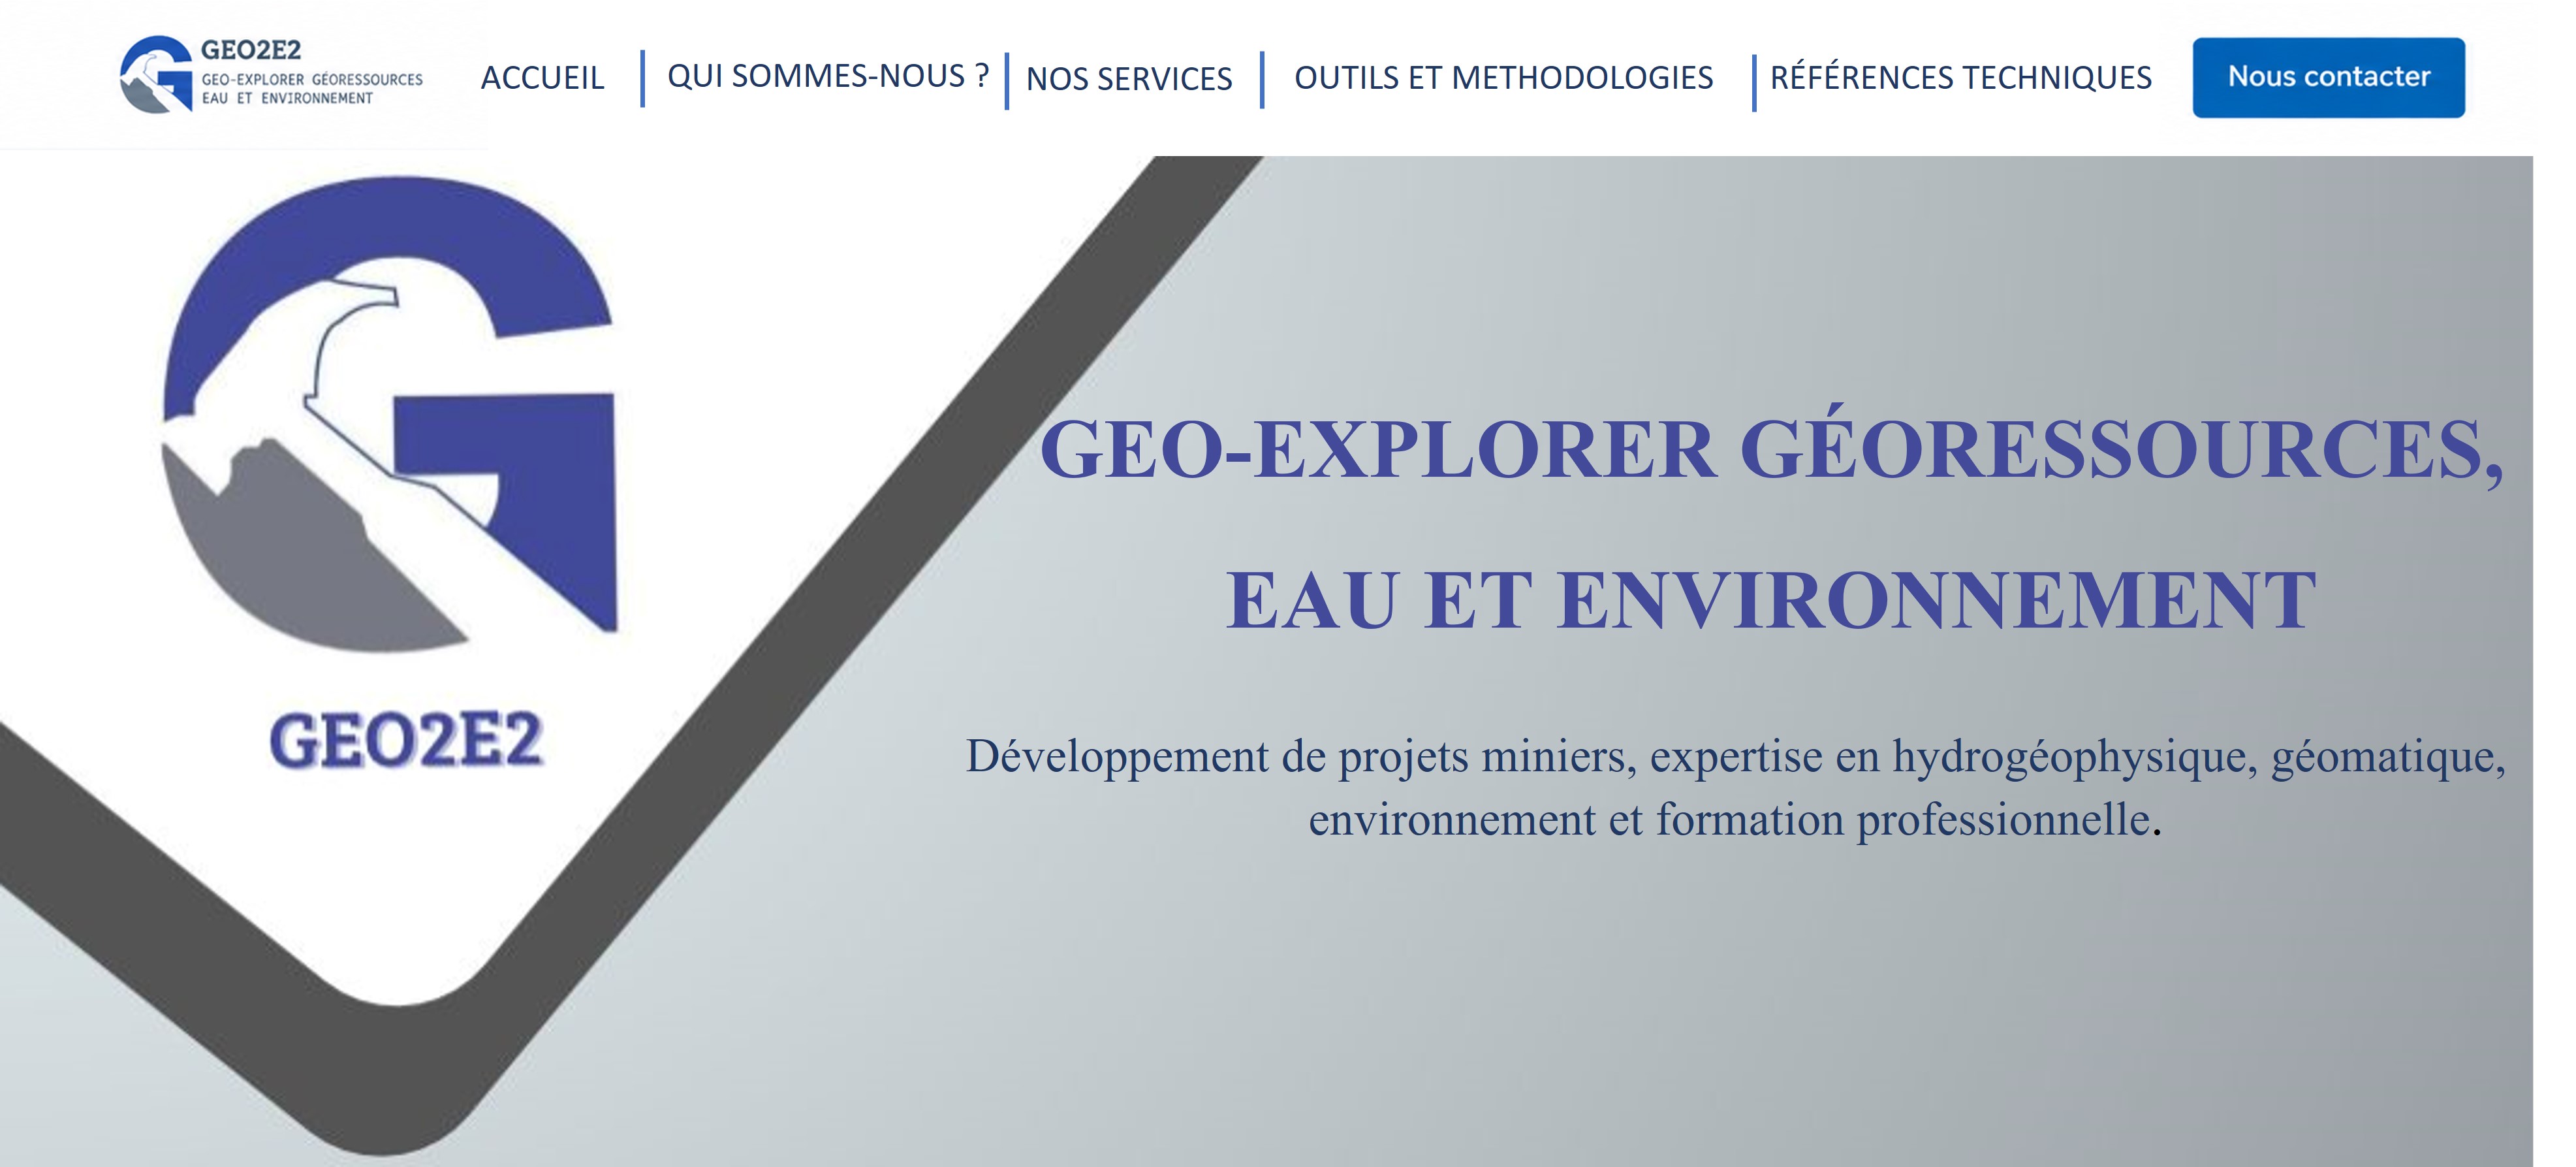 GEO2E2
GEO-EXPLORER GÉORESSOURCES
EAU ET ENVIRONNEMENT
ACCUEIL
QUI SOMMES-NOUS ?
NOS SERVICES
OUTILS ET METHODOLOGIES
RÉFÉRENCES TECHNIQUES
Nous contacter
GEO2E2
GEO-EXPLORER GÉORESSOURCES,
EAU ET ENVIRONNEMENT
Développement de projets miniers, expertise en hydrogéophysique, géomatique,
environnement et formation professionnelle.